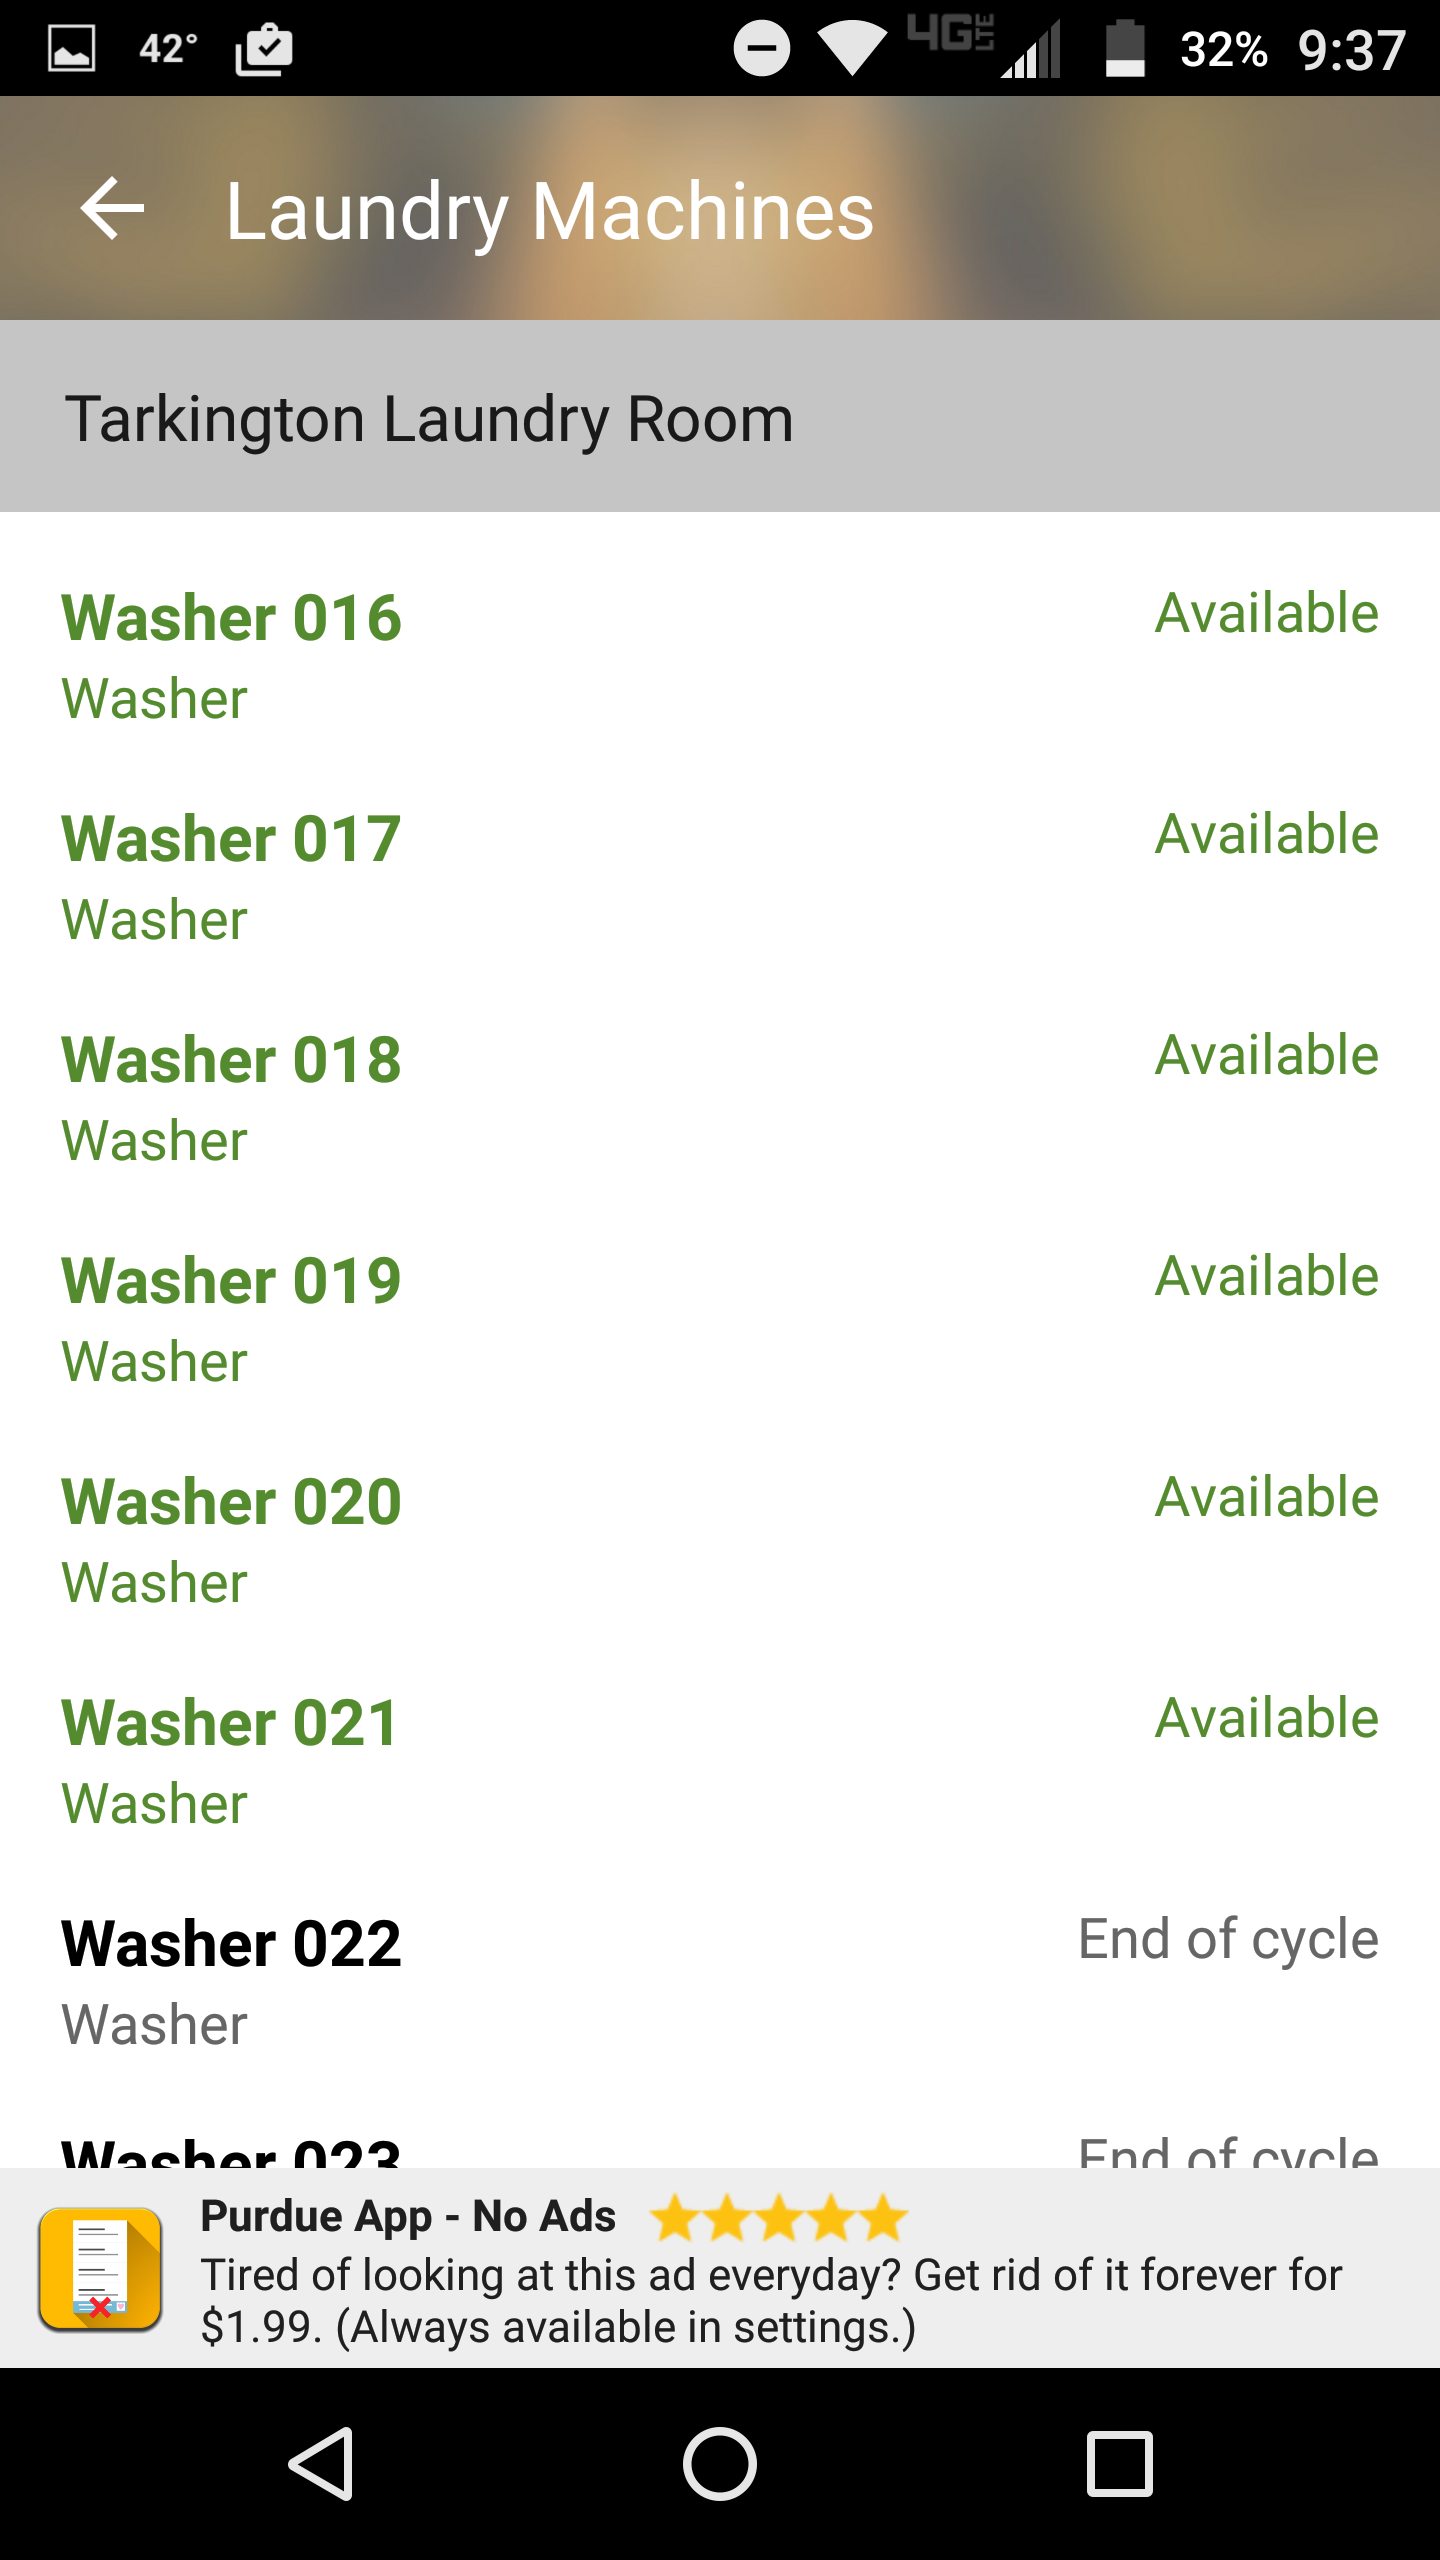 42°
4G LTE
32% 9:37
Laundry Machines
Tarkington Laundry Room
Washer 016 Available
Washer
Washer 017 Available
Washer
Washer 018 Available
Washer
Washer 019 Available
Washer
Washer 020 Available
Washer
Washer 021 Available
Washer
Washer 022 End of cycle
Washer
Washer 023 End of cycle
Purdue App - No Ads
Tired of looking at this ad everyday? Get rid of it forever for
$1.99. (Always available in settings.)